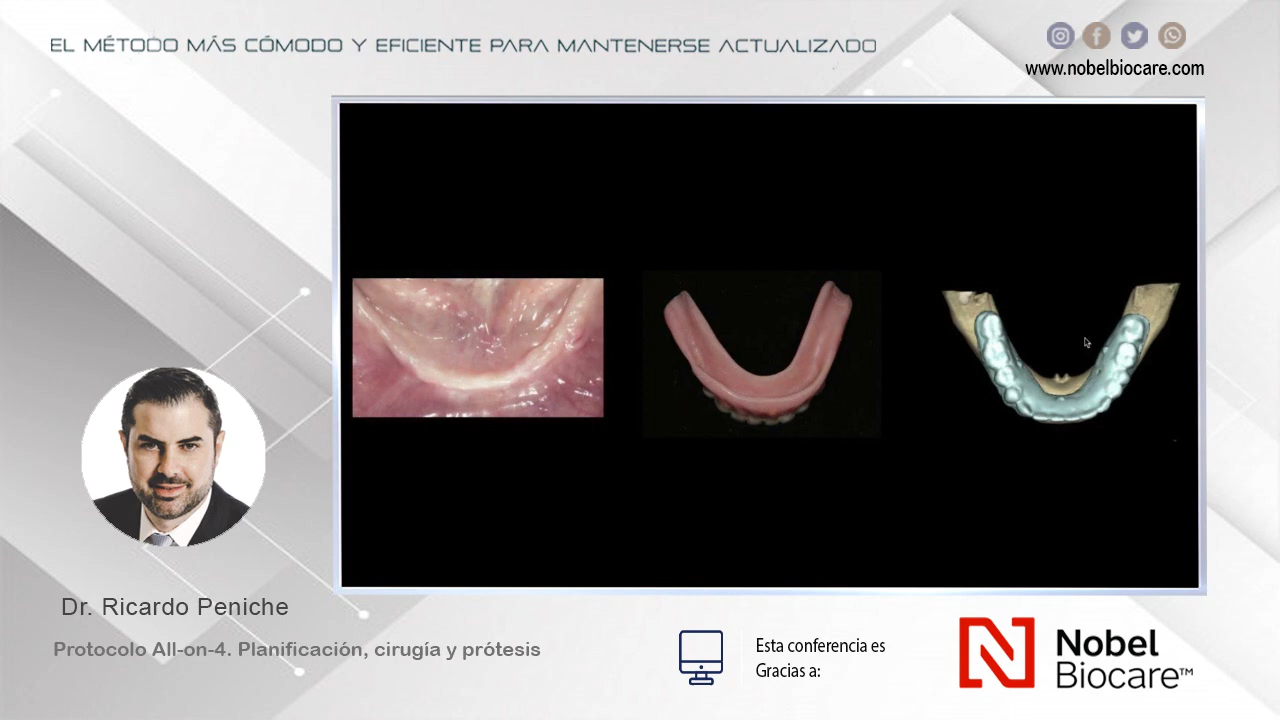 EL MÉTODO MÁS CÓMODO Y EFICIENTE PARA MANTENERSE ACTUALIZADO
www.nobelbiocare.com
Dr. Ricardo Peniche
Protocolo All-on-4. Planificación, cirugía y prótesis
Esta conferencia es
Gracias a:
Nobel
Biocare™